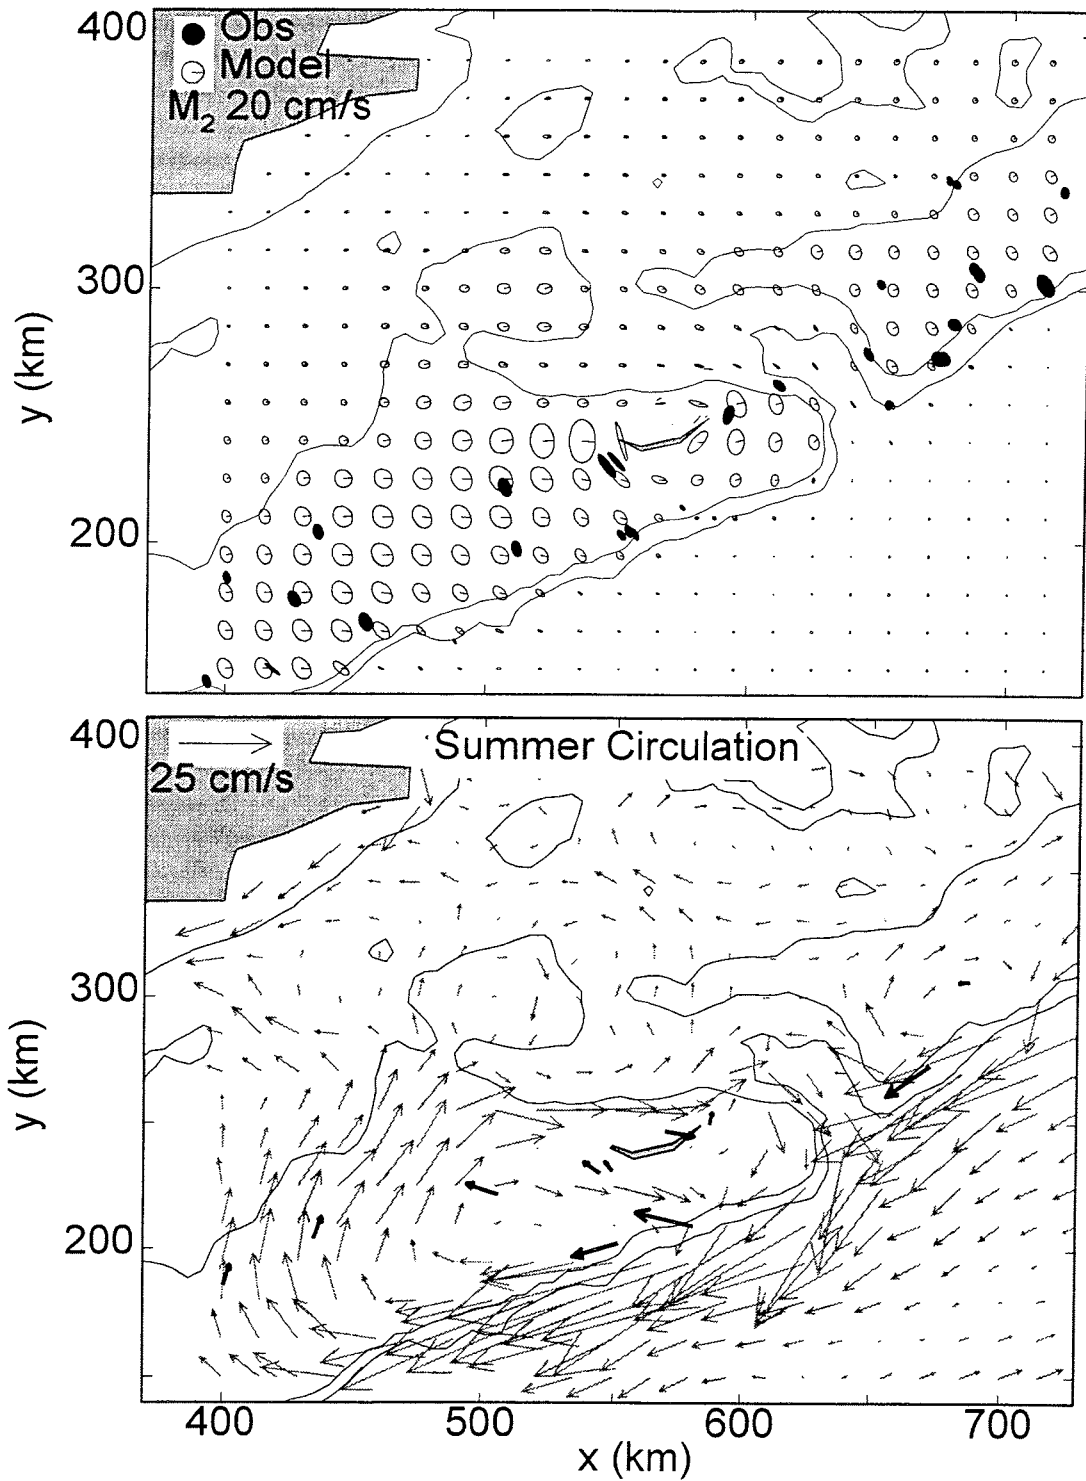 400
Obs
Model
M₂ 20 cm/s
300
y (km)
200
400
Summer Circulation
25 cm/s
300
y (km)
200
400
500
600
700
x (km)